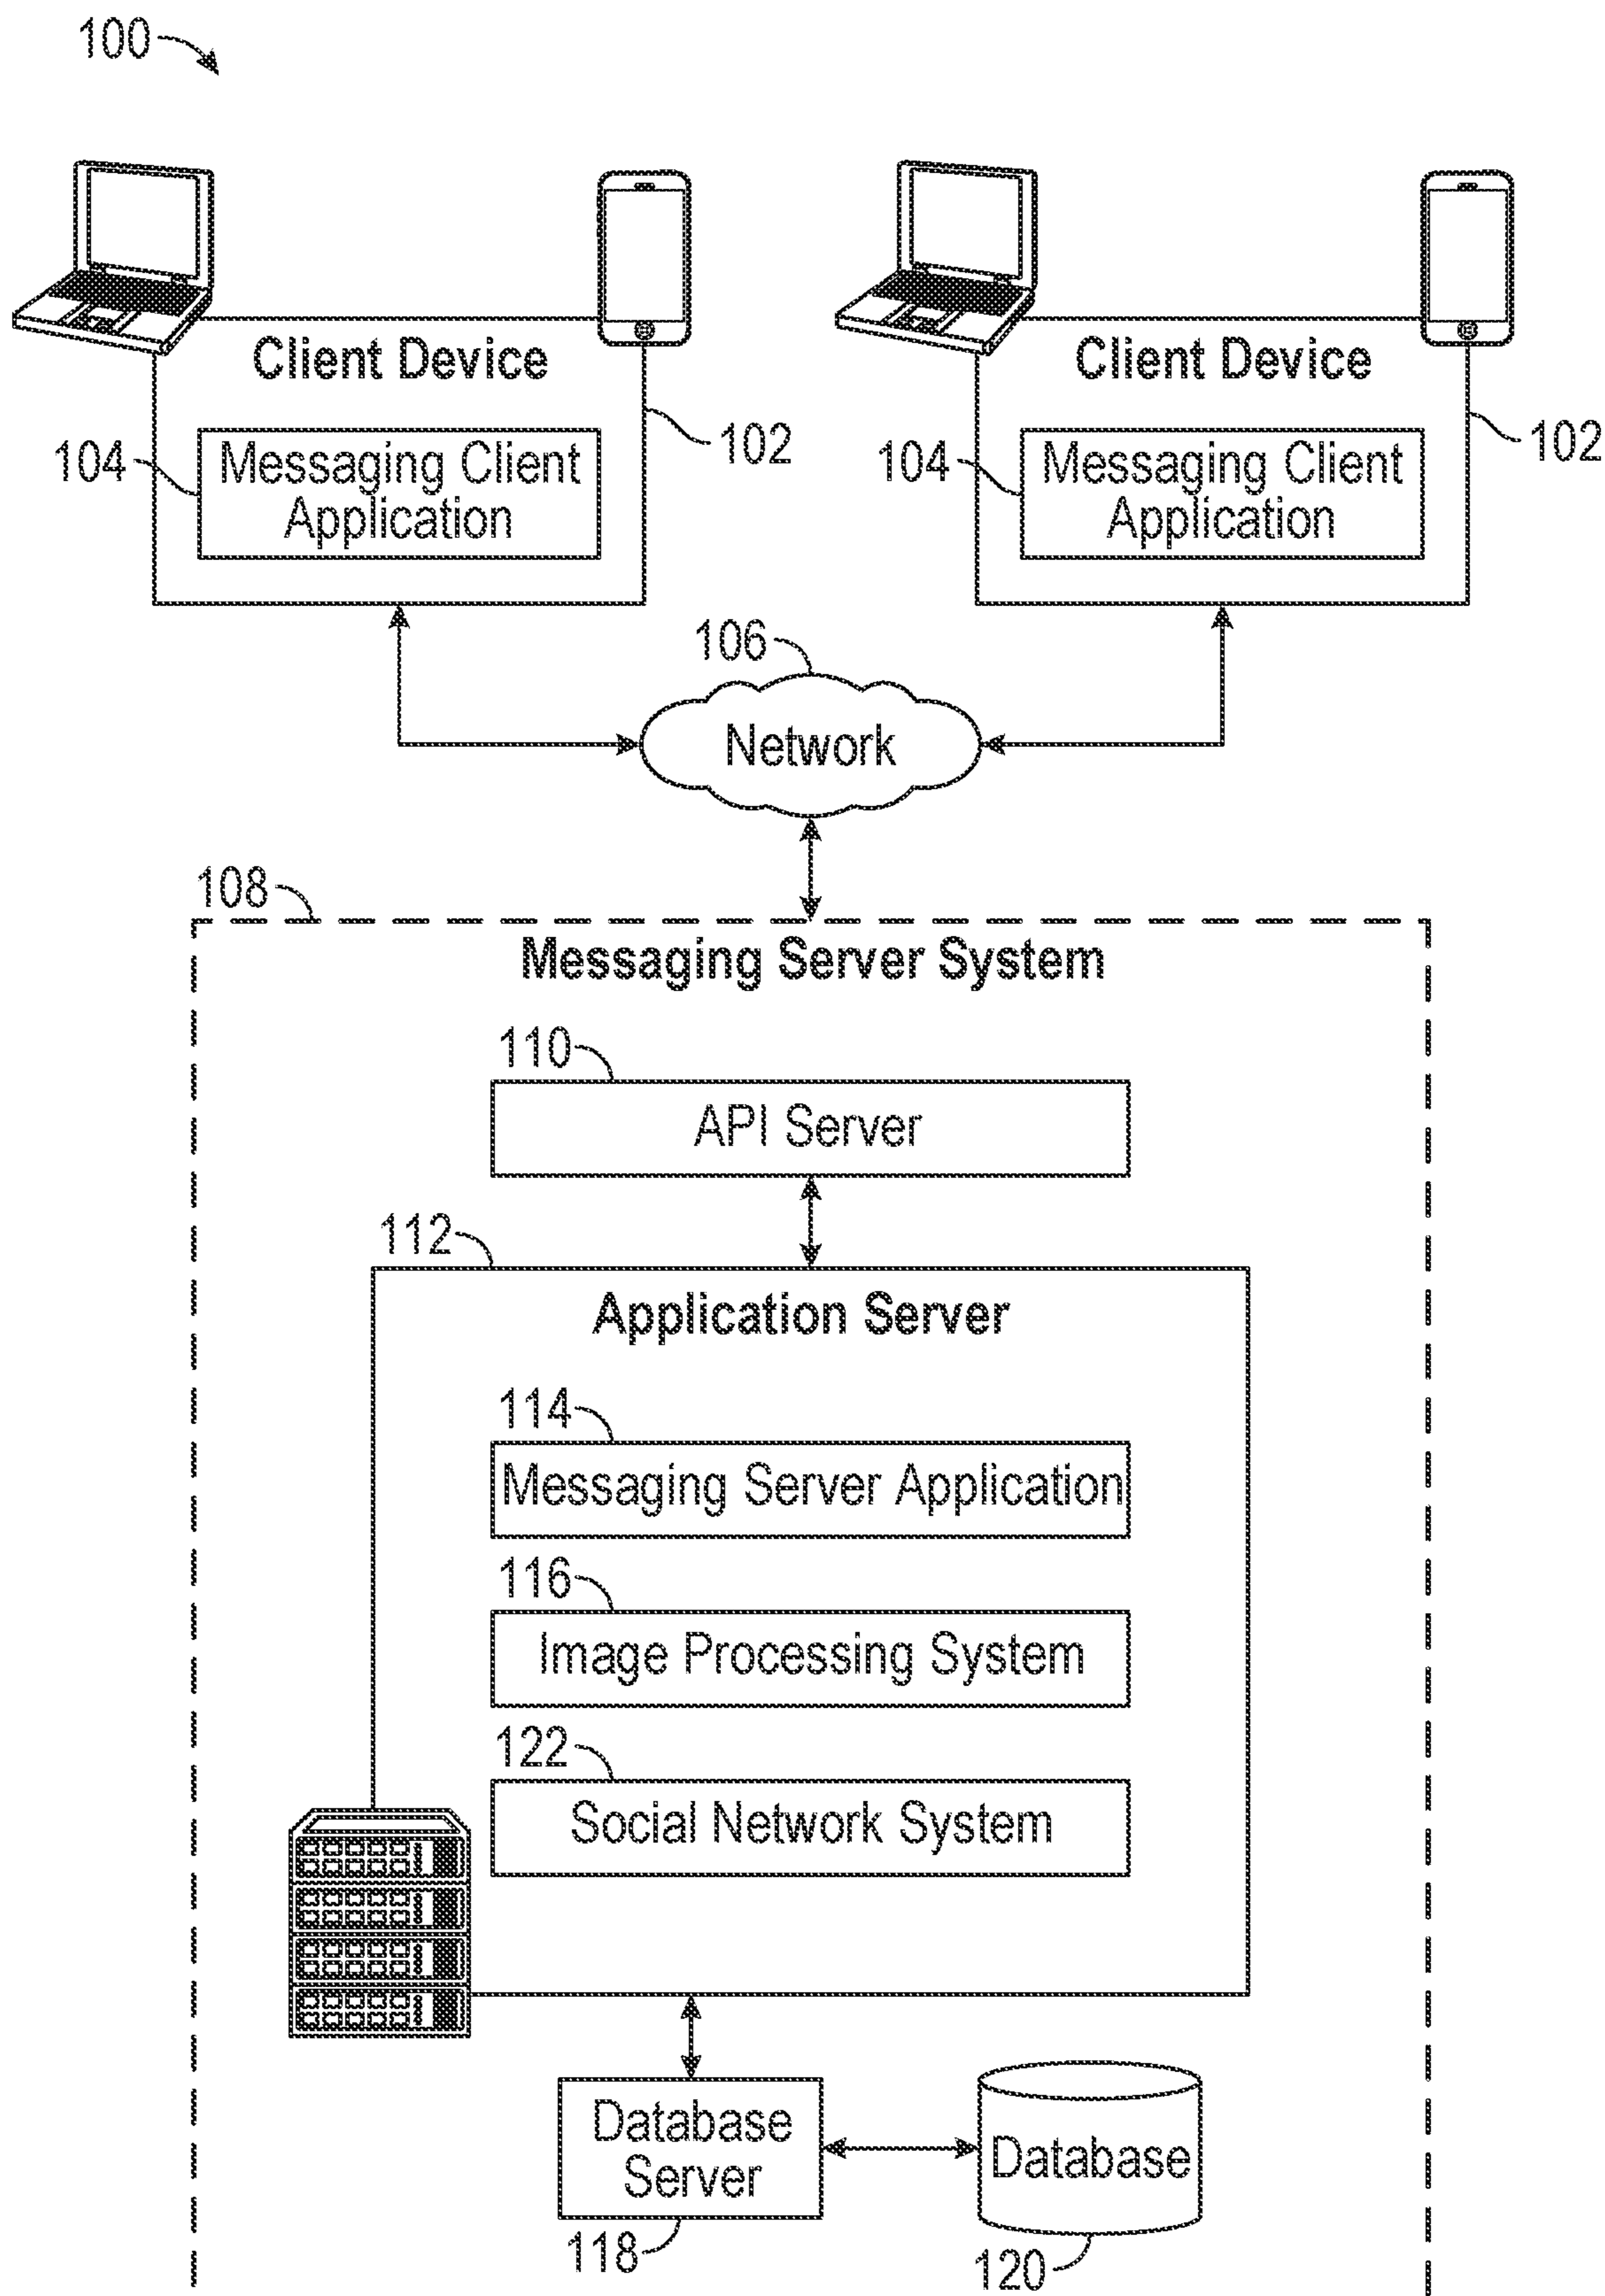 100
Client Device
Client Device
102
102
104
Messaging Client
Application
104
Messaging Client
Application
106
Network
108
Messaging Server System
110
API Server
112
Application Server
114
Messaging Server Application
116
Image Processing System
122
Social Network System
Database
Server
118
Database
120